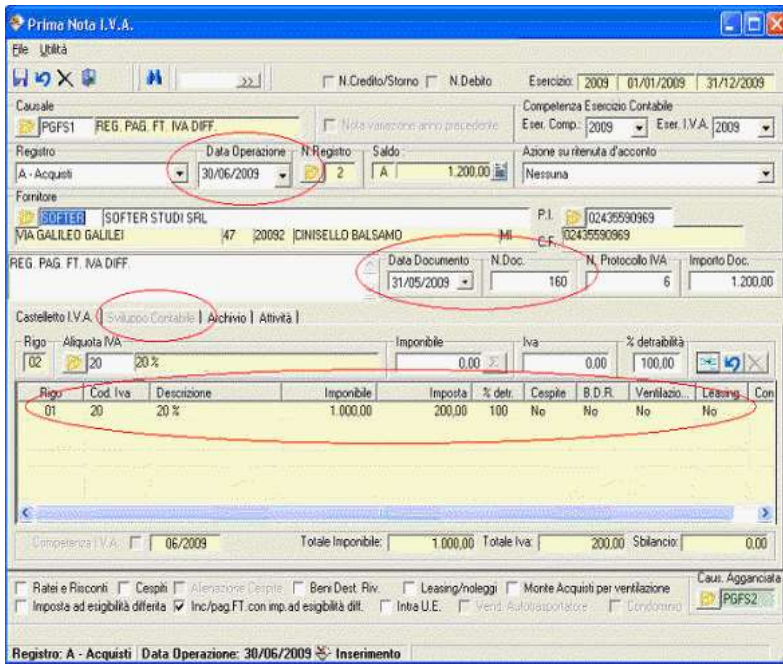 Prima Nota I.V.A.
File Utilità
>>| N.Credito/Storno N.Debito Esercizio: 2009 01/01/2009 31/12/2009
Causale Competenza Esercizio Contabile
PGFS1 REG. PAG. FT. IVA DIFF. Nota variazione anno precedente Eser. Comp.: 2009 Eser. I.V.A. 2009
Registro Data Operazione N.Registro Saldo: Azione su ritenuta d'acconto
A - Acquisti 30/06/2009 2 A 1.200,00 Nessuna
Fornitore
SOFTER SOFTER STUDI SRL P.I. 02435590969
VIA GALILEO GALILEI 47 20092 CINISELLO BALSAMO MI C.F. 02435590969
REG. PAG. FT. IVA DIFF. Data Documento N.Doc. N. Protocollo IVA Importo Doc.
31/05/2009 160 6 1.200,00
Castelletto I.V.A. Sviluppo Contabile Archivio Attività
Rigo Aliquota IVA Imponibile Iva % detraibilità
02 20 20 % 0,00 Σ 0,00 100,00
Rigo Cod. Iva Descrizione Imponibile Imposta % detr. Cespite B.D.R. Ventilazio... Leasing Con
01 20 20 % 1.000,00 200,00 100 No No No No
Competenza I.V.A. 06/2009 Totale Imponibile: 1.000,00 Totale Iva: 200,00 Sbilancio: 0,00
Ratei e Risconti Cespiti Alienazione Cespite Beni Dest. Riv. Leasing/noleggi Monte Acquisti per ventilazione Caus. Agganciata
Imposta ad esigibilità differita Inc/pag.FT.con imp.ad esigibilità diff. Intra U.E. Vend. Autotrasportatore Condominio PGFS2
Registro: A - Acquisti Data Operazione: 30/06/2009 Inserimento